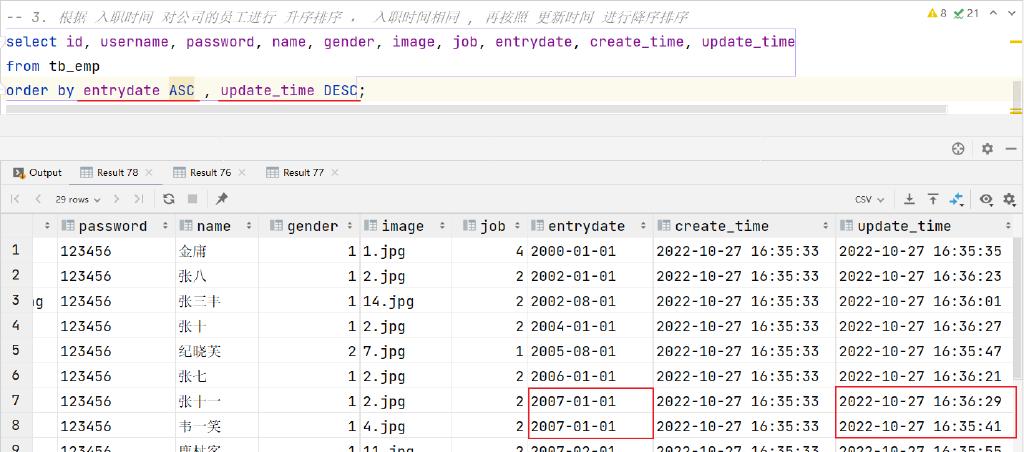 -- 3. 根据 入职时间 对公司的员工进行 升序排序 ， 入职时间相同 , 再按照 更新时间 进行降序排序
8 21
select id, username, password, name, gender, image, job, entrydate, create_time, update_time
from tb_emp
order by entrydate ASC , update_time DESC;
Output Result 78 Result 76 Result 77
29 rows CSV
password name gender image job entrydate create_time update_time
1 123456 金庸 1 1.jpg 4 2000-01-01 2022-10-27 16:35:33 2022-10-27 16:35:35
2 123456 张八 1 2.jpg 2 2002-01-01 2022-10-27 16:35:33 2022-10-27 16:36:23
3 ng 123456 张三丰 1 14.jpg 2 2002-08-01 2022-10-27 16:35:33 2022-10-27 16:36:01
4 123456 张十 1 2.jpg 2 2004-01-01 2022-10-27 16:35:33 2022-10-27 16:36:27
5 123456 纪晓芙 2 7.jpg 1 2005-08-01 2022-10-27 16:35:33 2022-10-27 16:35:47
6 123456 张七 1 2.jpg 2 2006-01-01 2022-10-27 16:35:33 2022-10-27 16:36:21
7 123456 张十一 1 2.jpg 2 2007-01-01 2022-10-27 16:35:33 2022-10-27 16:36:29
8 123456 韦一笑 1 4.jpg 2 2007-01-01 2022-10-27 16:35:33 2022-10-27 16:35:41
9 123456 鹿杖客 1 11.jpg 2 2007-02-01 2022-10-27 16:35:33 2022-10-27 16:35:55